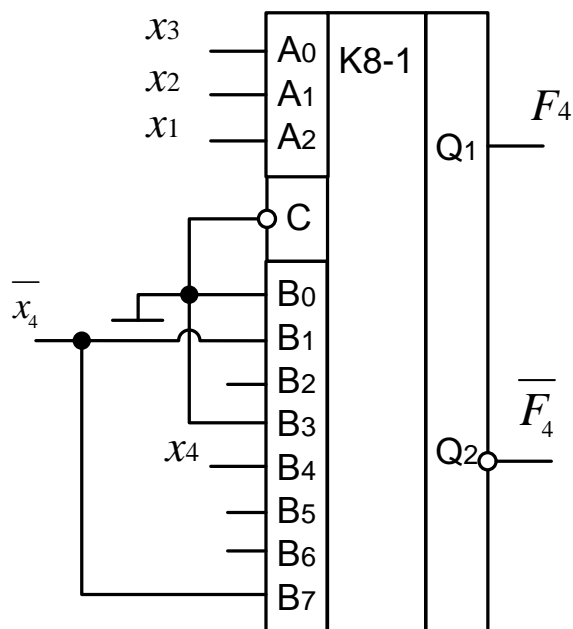 x3 A0 K8-1
x2 A1
x1 A2
Q1 F4
C
B0
x̅4 B1
B2
B3
x4 B4 Q2 F̅4
B5
B6
B7